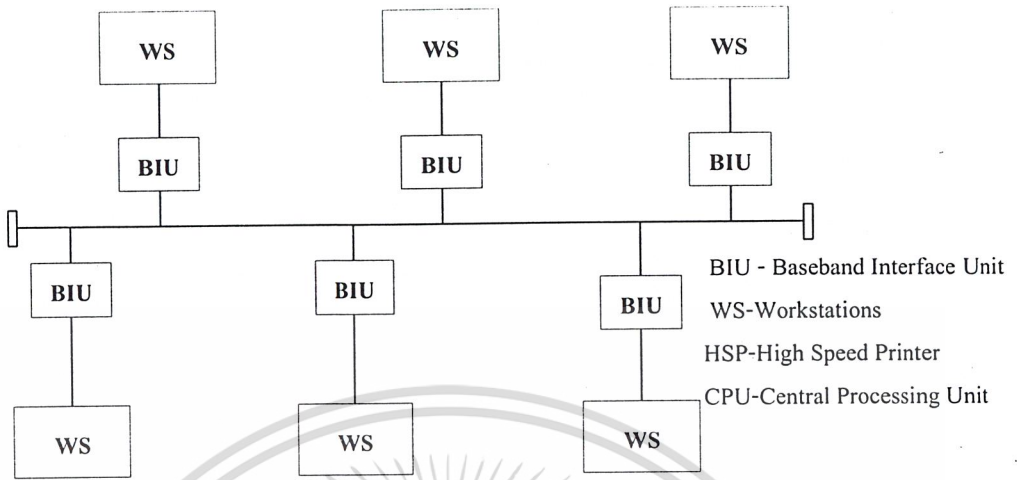 WS WS WS
BIU BIU BIU
BIU BIU BIU
BIU - Baseband Interface Unit
WS-Workstations
HSP-High Speed Printer
CPU-Central Processing Unit
WS WS WS